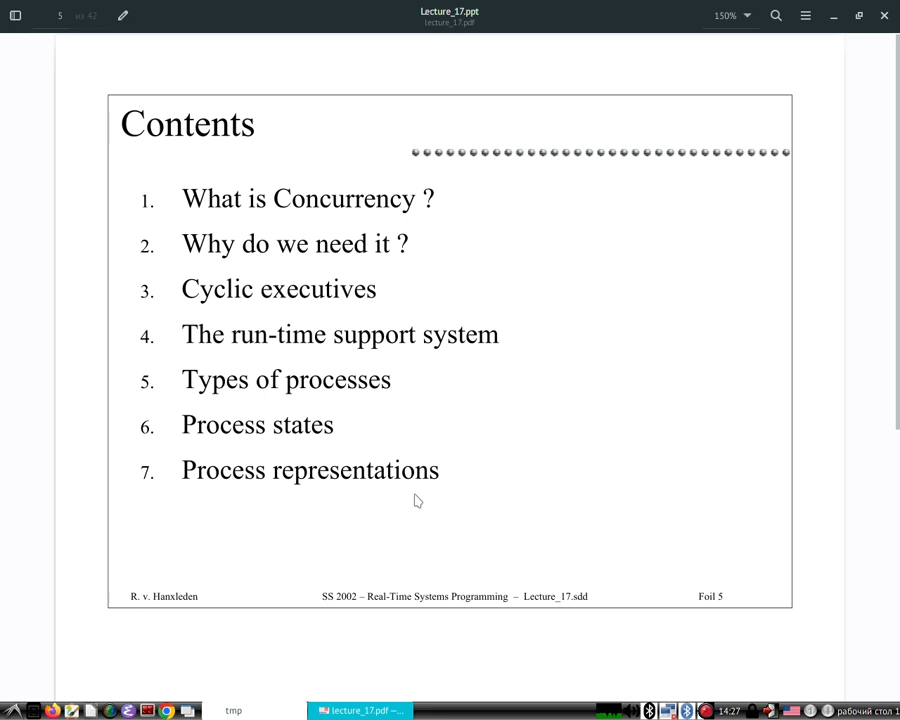 5 из 42
Lecture_17.ppt
lecture_17.pdf
150%
Contents
1. What is Concurrency ?
2. Why do we need it ?
3. Cyclic executives
4. The run-time support system
5. Types of processes
6. Process states
7. Process representations
R. v. Hanxleden SS 2002 – Real-Time Systems Programming – Lecture_17.sdd Foil 5
tmp lecture_17.pdf —... 14:27 рабочий стол 1